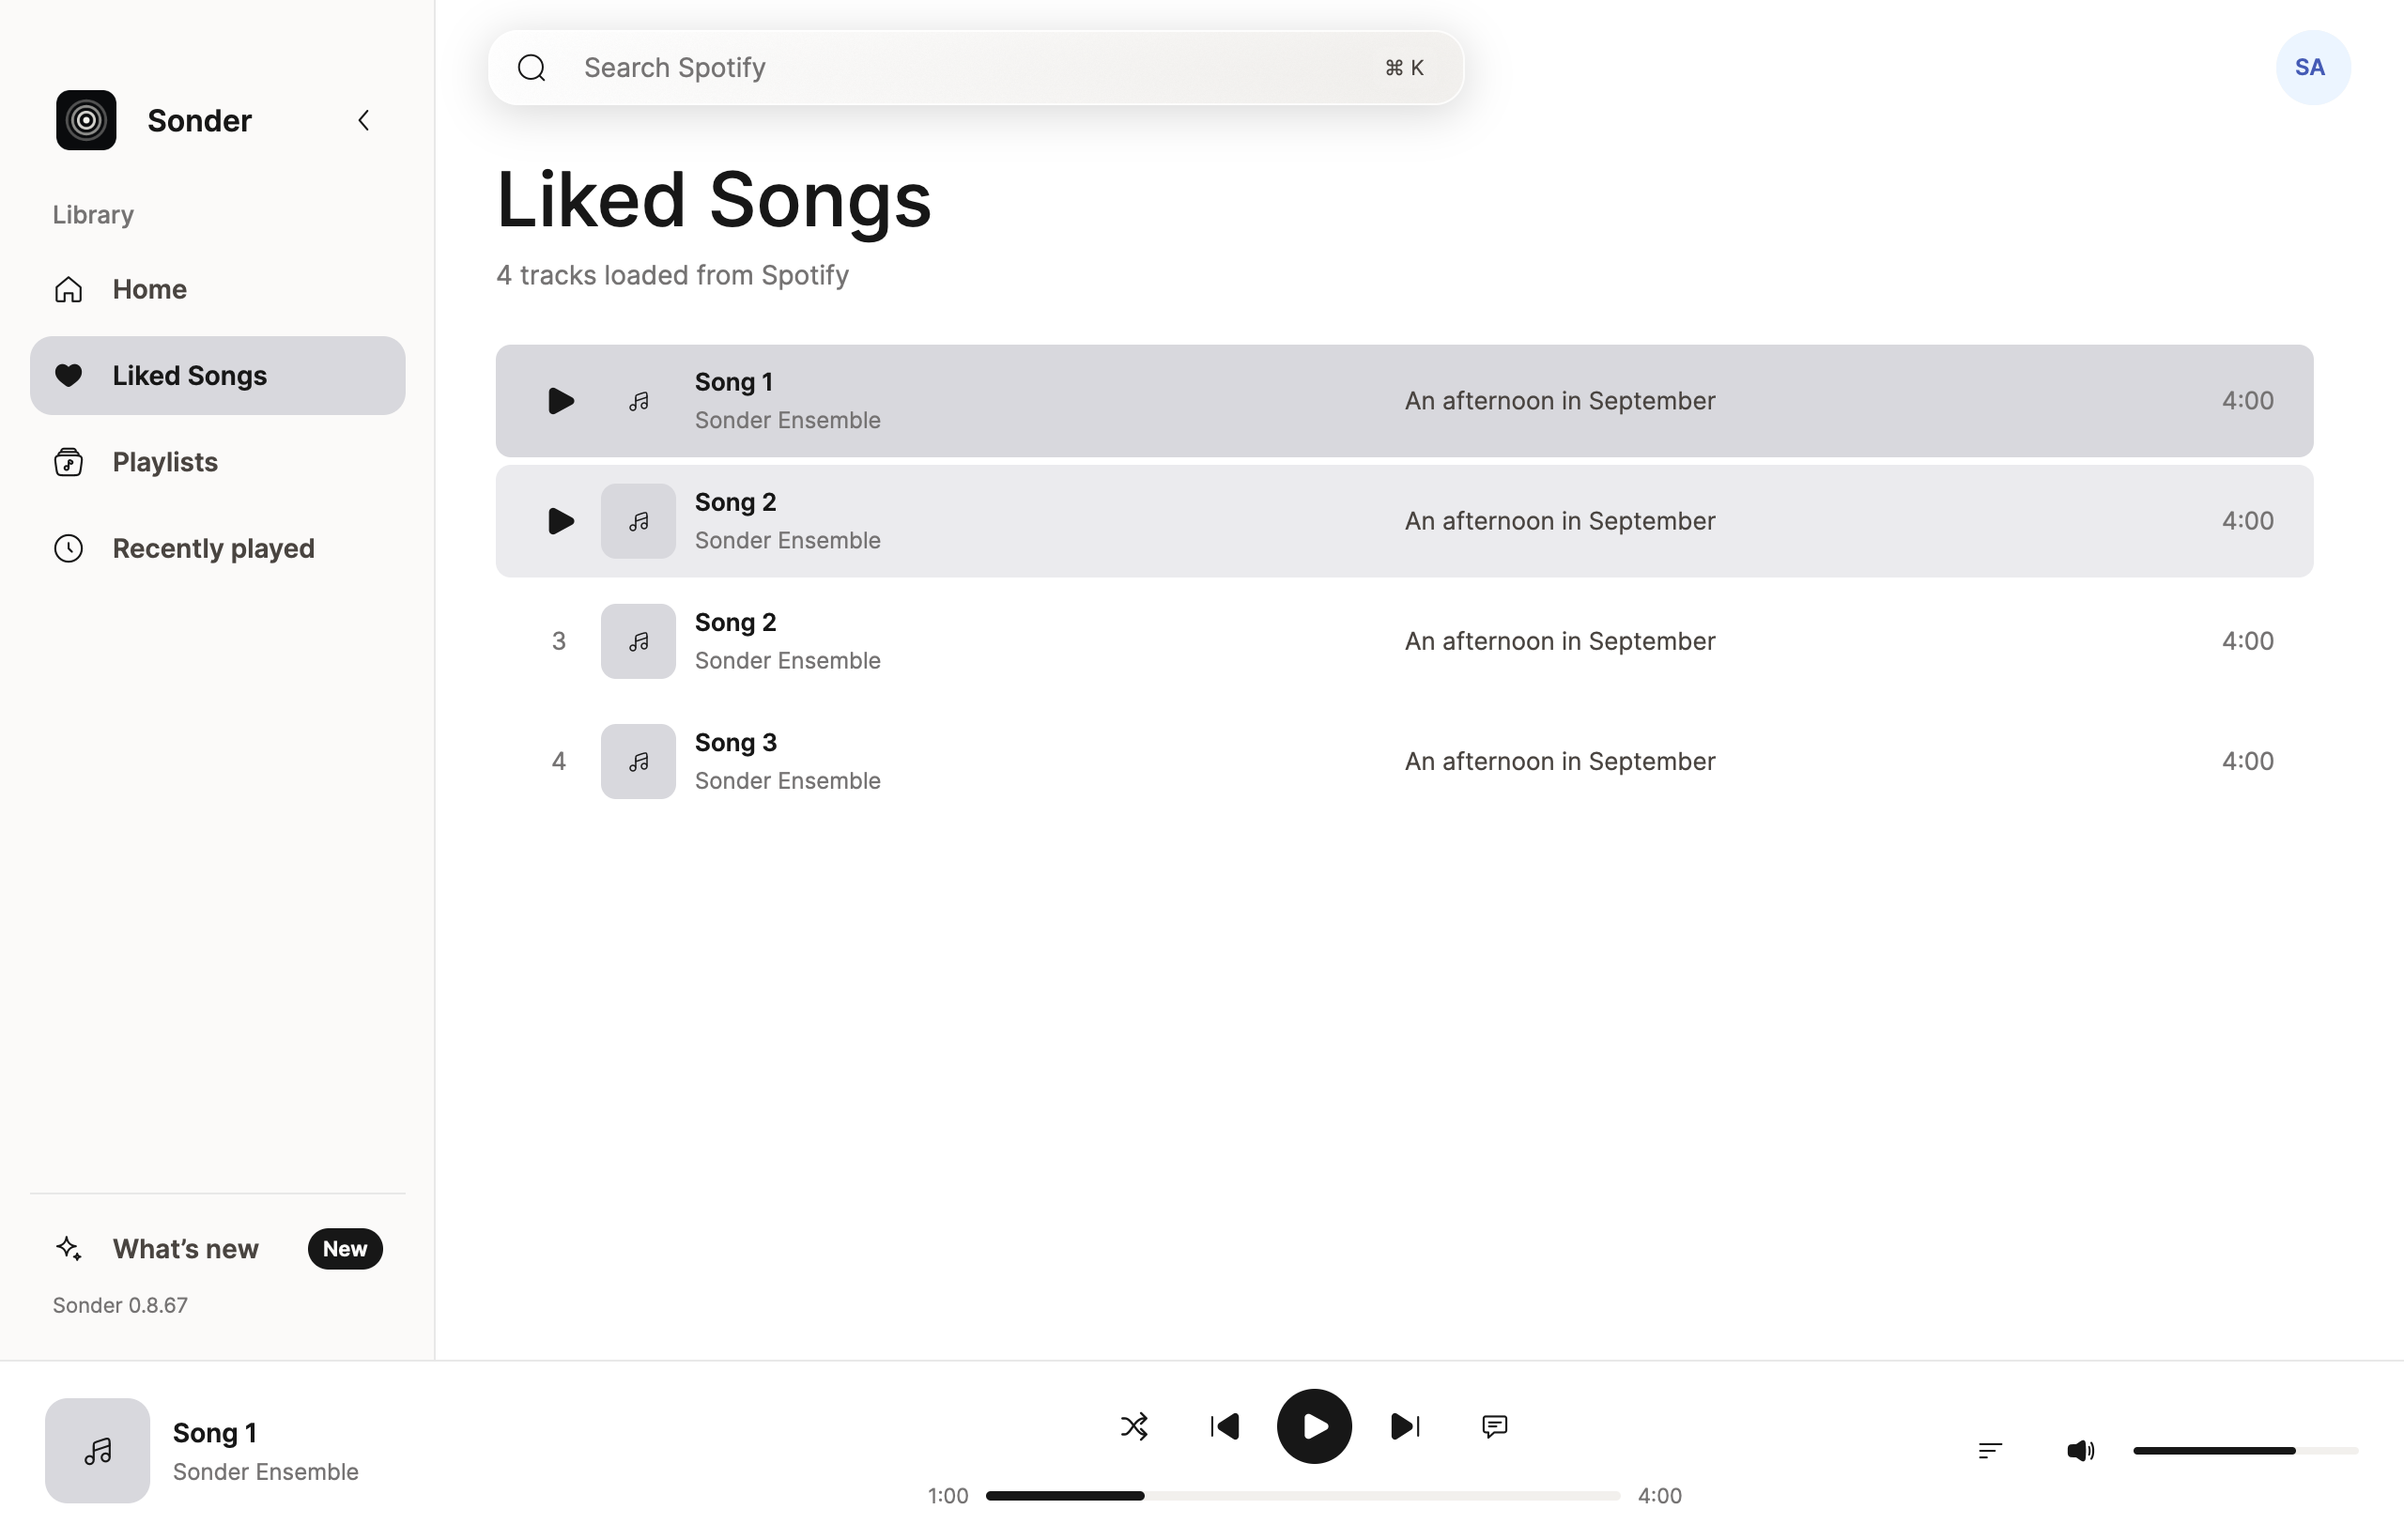 Sonder
Library
Home
Liked Songs
Playlists
Recently played
What’s new New
Sonder 0.8.67
Search Spotify ⌘ K
SA
Liked Songs
4 tracks loaded from Spotify
Song 1
Sonder Ensemble
An afternoon in September
4:00
Song 2
Sonder Ensemble
An afternoon in September
4:00
3
Song 2
Sonder Ensemble
An afternoon in September
4:00
4
Song 3
Sonder Ensemble
An afternoon in September
4:00
Song 1
Sonder Ensemble
1:00
4:00